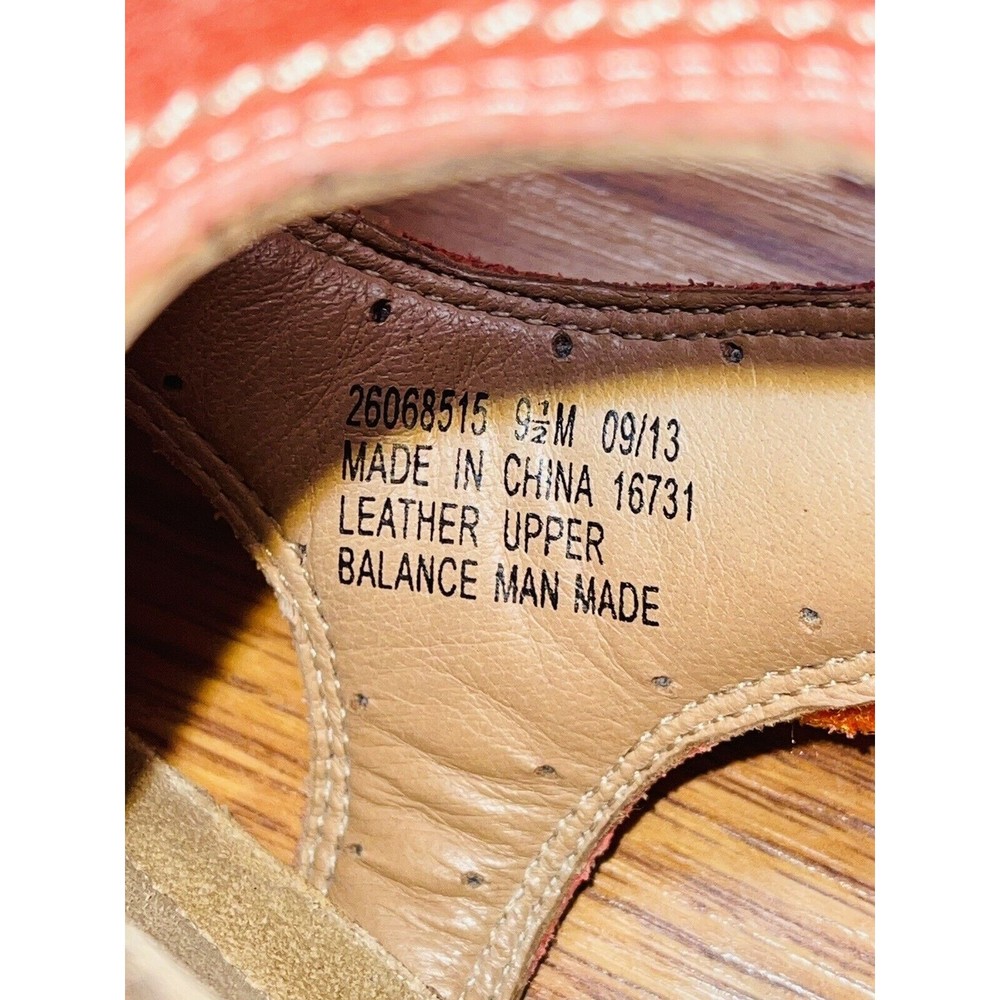 26068515 9½M 09/13
MADE IN CHINA 16731
LEATHER UPPER
BALANCE MAN MADE